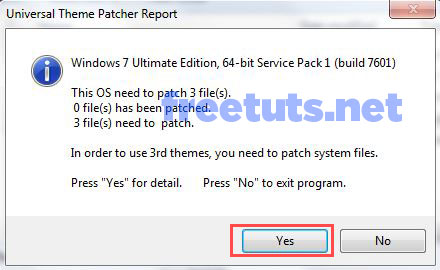 Universal Theme Patcher Report
Windows 7 Ultimate Edition, 64-bit Service Pack 1 (build 7601)
This OS need to patch 3 file(s).
0 file(s) has been patched.
3 file(s) need to patch.
freetuts.net
In order to use 3rd themes, you need to patch system files.
Press "Yes" for detail. Press "No" to exit program.
Yes
No